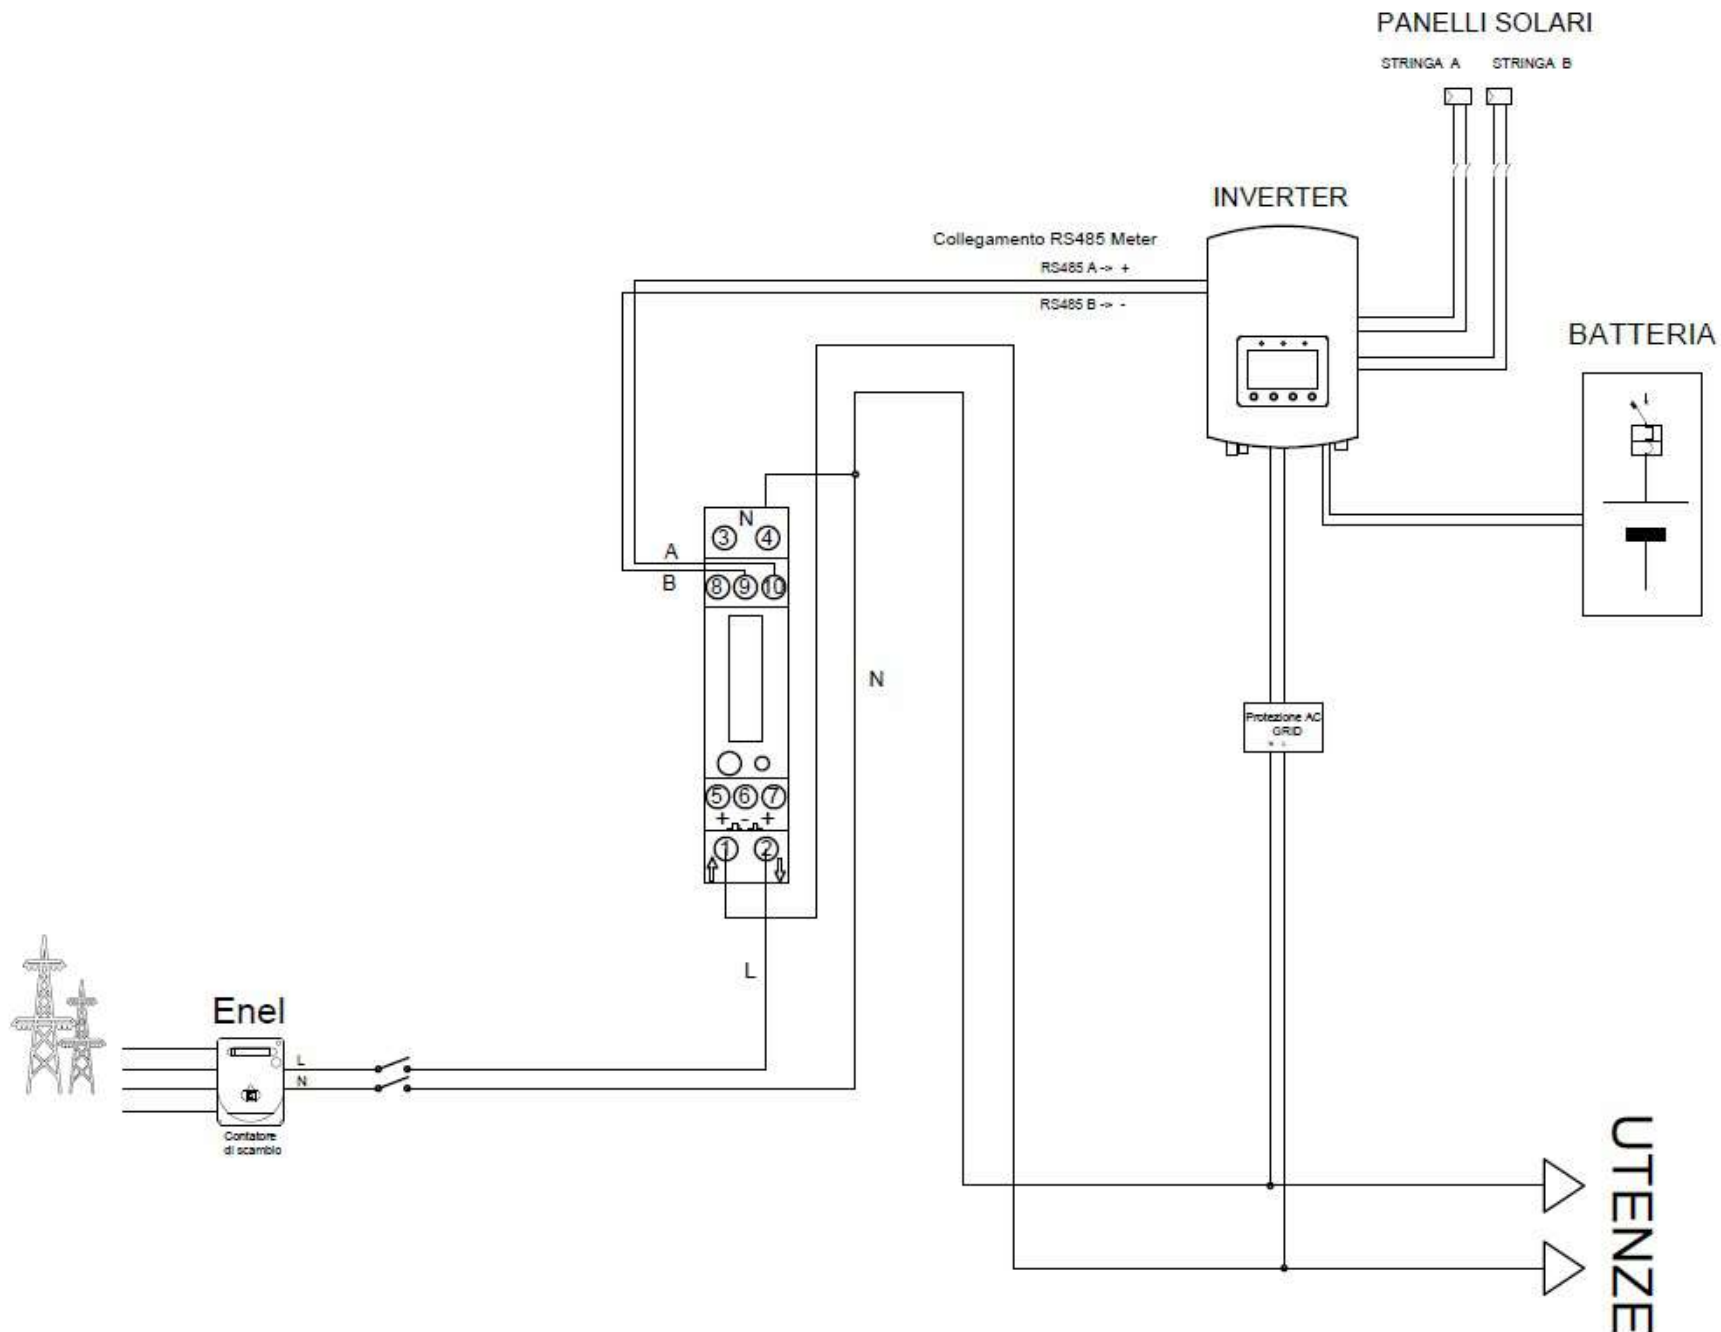 PANELLI SOLARI
STRINGA A
STRINGA B
INVERTER
Collegamento RS485 Meter
RS485 A -> +
RS485 B -> -
BATTERIA
N
3
4
A
B
8
9
10
N
Protezione AC
GRID
N L
5
6
7
+ - +
1
2
L
Enel
L
N
Contatore
di scambio
UTENZE